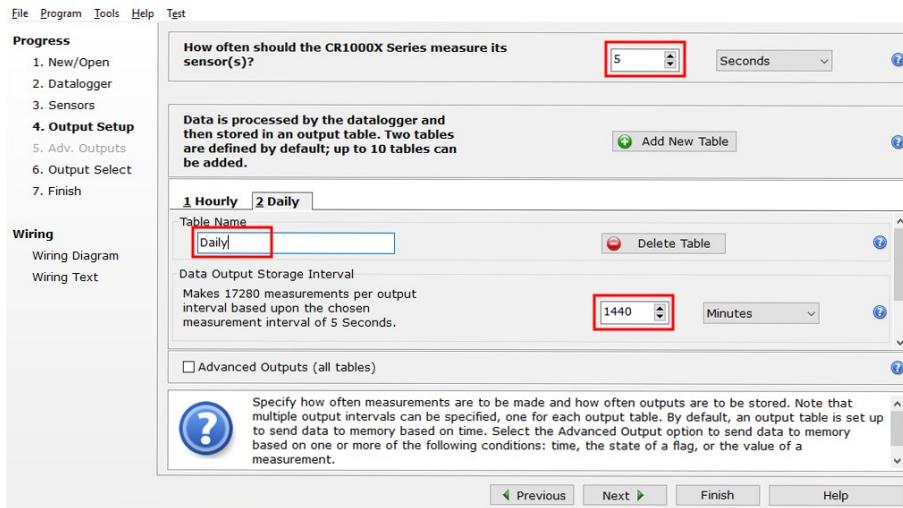 File Program Tools Help Test
Progress
1. New/Open
2. Datalogger
3. Sensors
4. Output Setup
5. Adv. Outputs
6. Output Select
7. Finish
Wiring
Wiring Diagram
Wiring Text
How often should the CR1000X Series measure its
sensor(s)?
5
Seconds
Data is processed by the datalogger and
then stored in an output table. Two tables
are defined by default; up to 10 tables can
be added.
Add New Table
1 Hourly 2 Daily
Table Name
Daily
Delete Table
Data Output Storage Interval
Makes 17280 measurements per output
interval based upon the chosen
measurement interval of 5 Seconds.
1440
Minutes
Advanced Outputs (all tables)
Specify how often measurements are to be made and how often outputs are to be stored. Note that
multiple output intervals can be specified, one for each output table. By default, an output table is set up
to send data to memory based on time. Select the Advanced Output option to send data to memory
based on one or more of the following conditions: time, the state of a flag, or the value of a
measurement.
Previous Next Finish Help